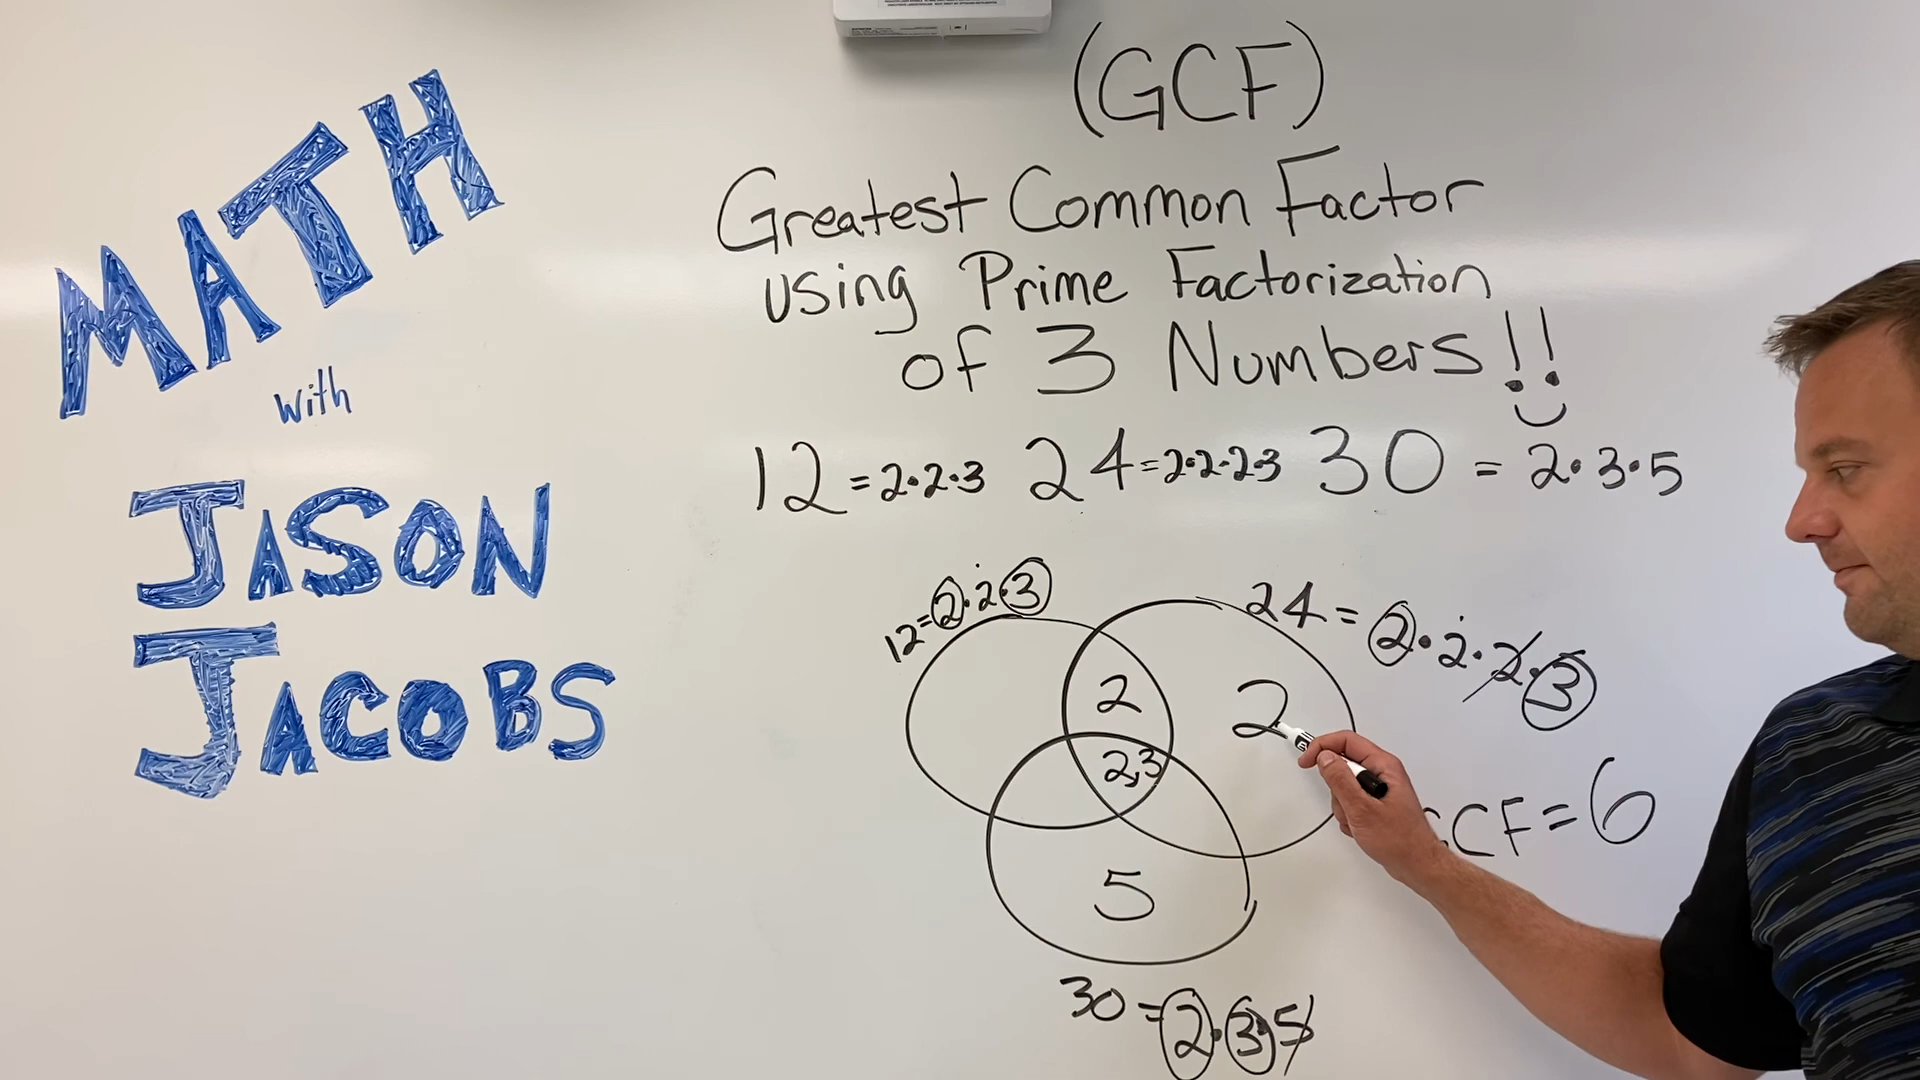 MATH
with
JASON
JACOBS
(GCF)
Greatest Common Factor
using Prime Factorization
of 3 Numbers!!
12 = 2·2·3 24 = 2·2·2·3 30 = 2·3·5
12 = 2·2·3
24 = 2·2·2·3
2
2
2,3
GCF = 6
5
30 = 2·3·5